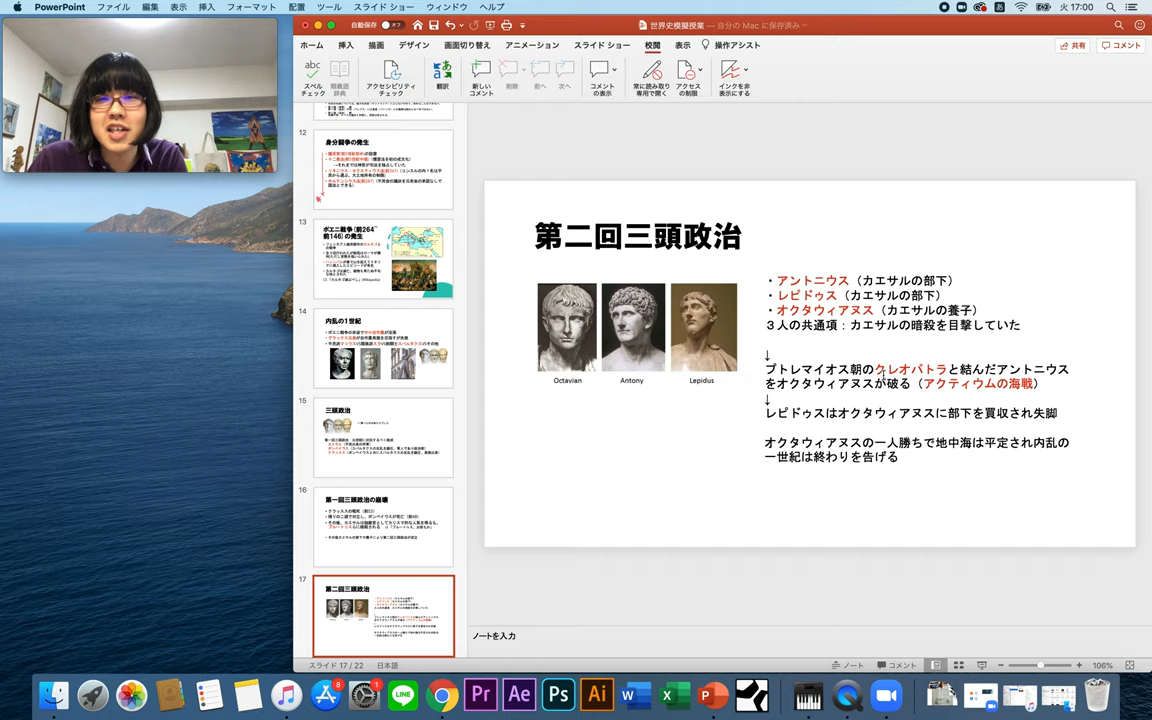 PowerPoint ファイル 編集 表示 挿入 フォーマット 配置 ツール スライド ショー ウィンドウ ヘルプ
火 17:00
自動保存 オフ
世界史模擬授業 — 自分の Mac に保存済み
ホーム 挿入 描画 デザイン 画面切り替え アニメーション スライド ショー 校閲 表示 操作アシスト
共有 コメント
abc
スペル
チェック
類義語
辞典
アクセシビリティ
チェック
翻訳
新しい
コメント
削除
前へ
次へ
コメント
の表示
常に読み取り
専用で開く
アクセス
の制限
インクを非
表示にする
12
身分闘争の発生
13
ポエニ戦争(前264~
前146)の発生
14
内乱の1世紀
15
三頭政治
16
第一回三頭政治の崩壊
17
第二回三頭政治
第二回三頭政治
Octavian
Antony
Lepidus
・アントニウス（カエサルの部下）
・レピドゥス（カエサルの部下）
・オクタウィアヌス（カエサルの養子）
３人の共通項：カエサルの暗殺を目撃していた
↓
プトレマイオス朝のクレオパトラと結んだアントニウス
をオクタウィアヌスが破る（アクティウムの海戦）
↓
レピドゥスはオクタウィアヌスに部下を買収され失脚
オクタウィアヌスの一人勝ちで地中海は平定され内乱の
一世紀は終わりを告げる
ノートを入力
スライド 17 / 22 日本語
ノート コメント
106%
8
1
LINE
Pr
Ae
Ps
Ai
W
X
P